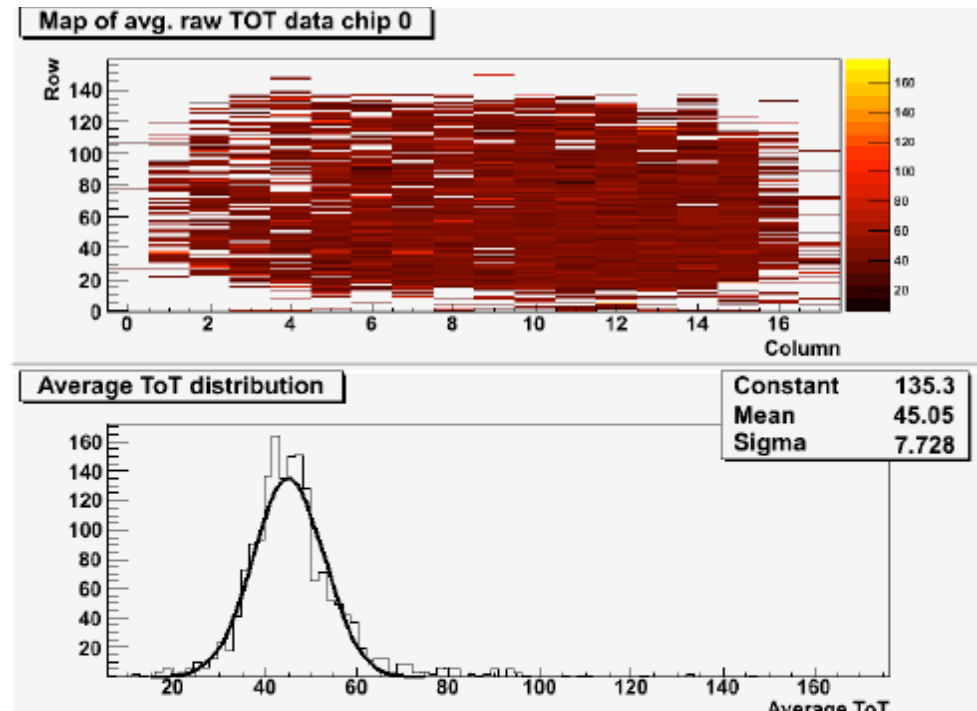 Map of avg. raw TOT data chip 0
Row
140
120
100
80
60
40
20
0
0 2 4 6 8 10 12 14 16
Column
160
140
120
100
80
60
40
20
Average ToT distribution
Constant 135.3
Mean 45.05
Sigma 7.728
160
140
120
100
80
60
40
20
20 40 60 80 100 120 140 160
Average ToT